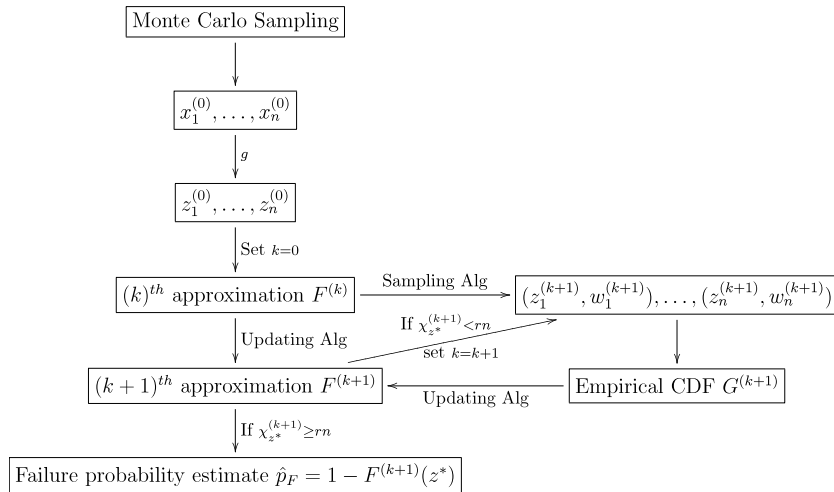 Monte Carlo Sampling
x_1^{(0)}, . . . , x_n^{(0)}
g
z_1^{(0)}, . . . , z_n^{(0)}
Set k=0
(k)^{th} approximation F^{(k)}
Sampling Alg
(z_1^{(k+1)}, w_1^{(k+1)}), . . . , (z_n^{(k+1)}, w_n^{(k+1)})
Updating Alg
If χ_{z*}^{(k+1)}<rn
set k=k+1
(k + 1)^{th} approximation F^{(k+1)}
Updating Alg
Empirical CDF G^{(k+1)}
If χ_{z*}^{(k+1)}≥rn
Failure probability estimate p̂_F = 1 − F^{(k+1)}(z*)